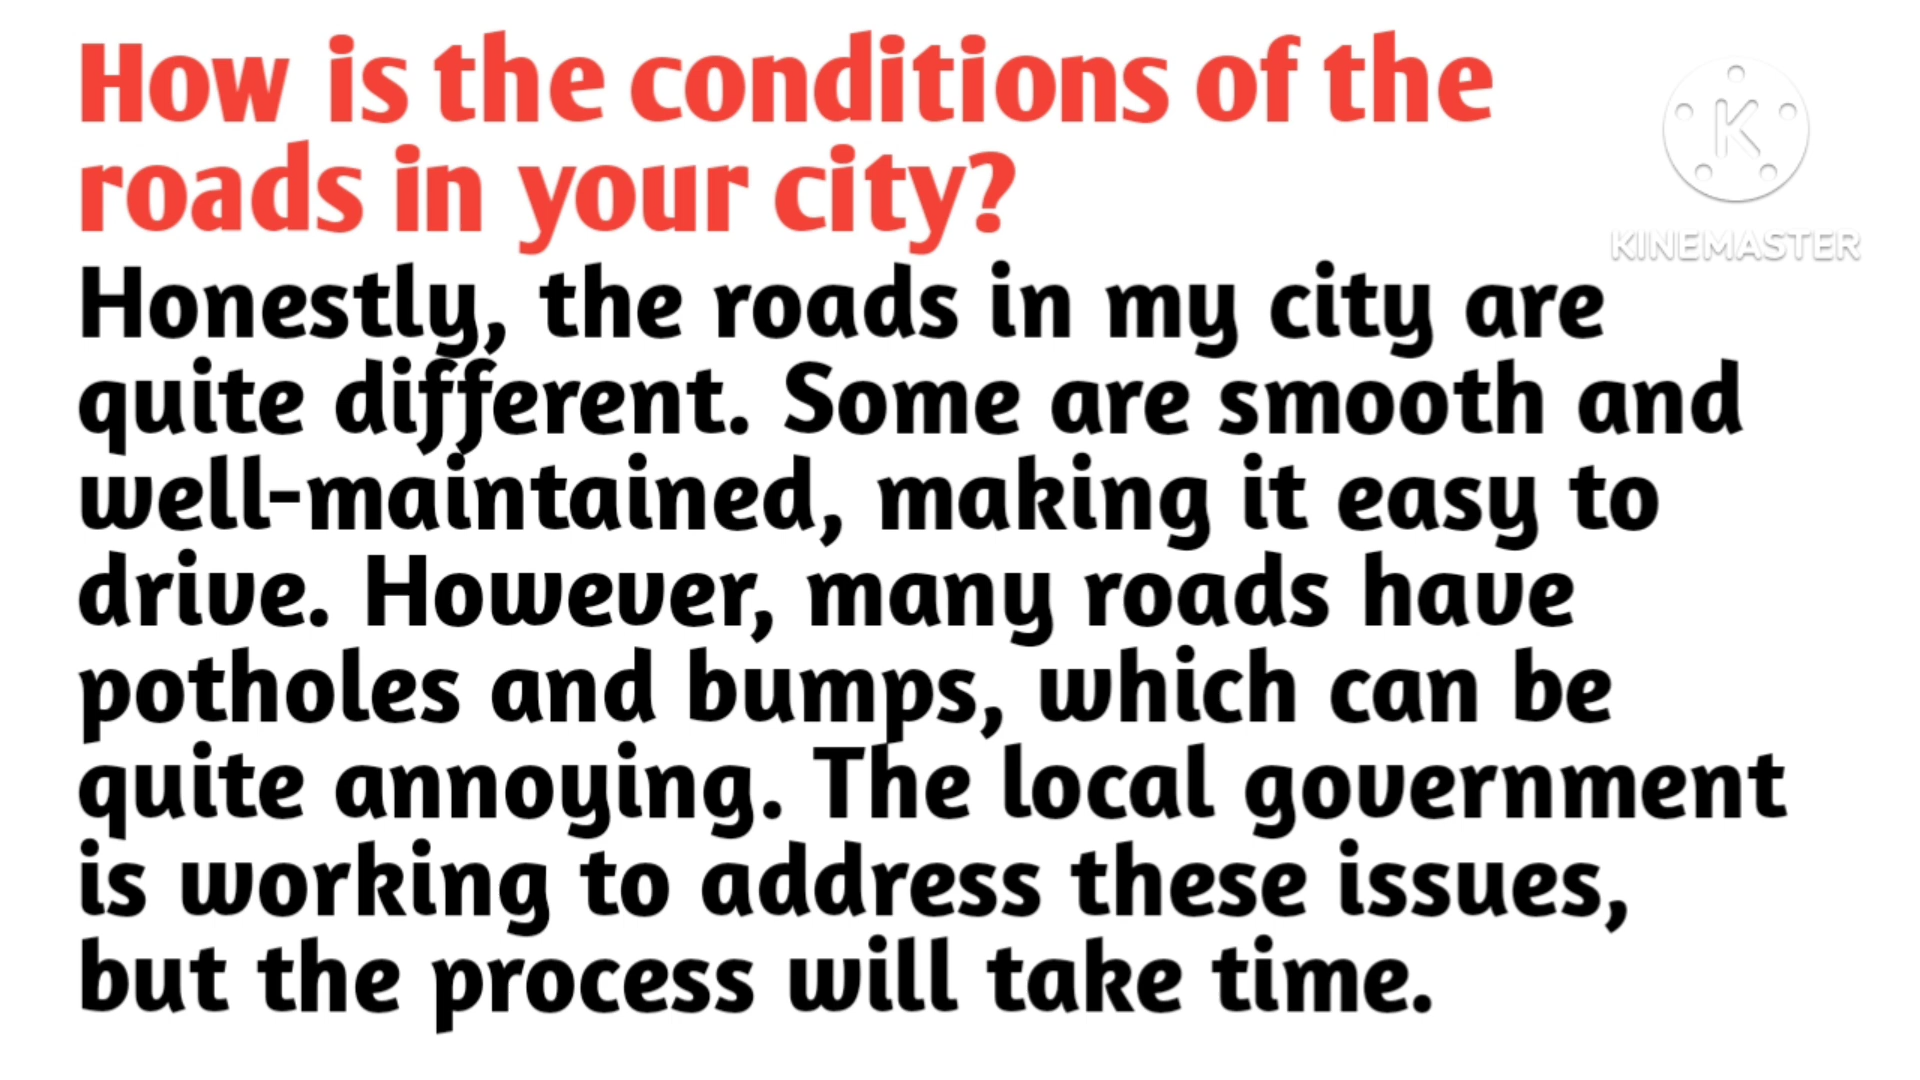 How is the conditions of the
roads in your city?
K
KINEMASTER
Honestly, the roads in my city are
quite different. Some are smooth and
well-maintained, making it easy to
drive. However, many roads have
potholes and bumps, which can be
quite annoying. The local government
is working to address these issues,
but the process will take time.